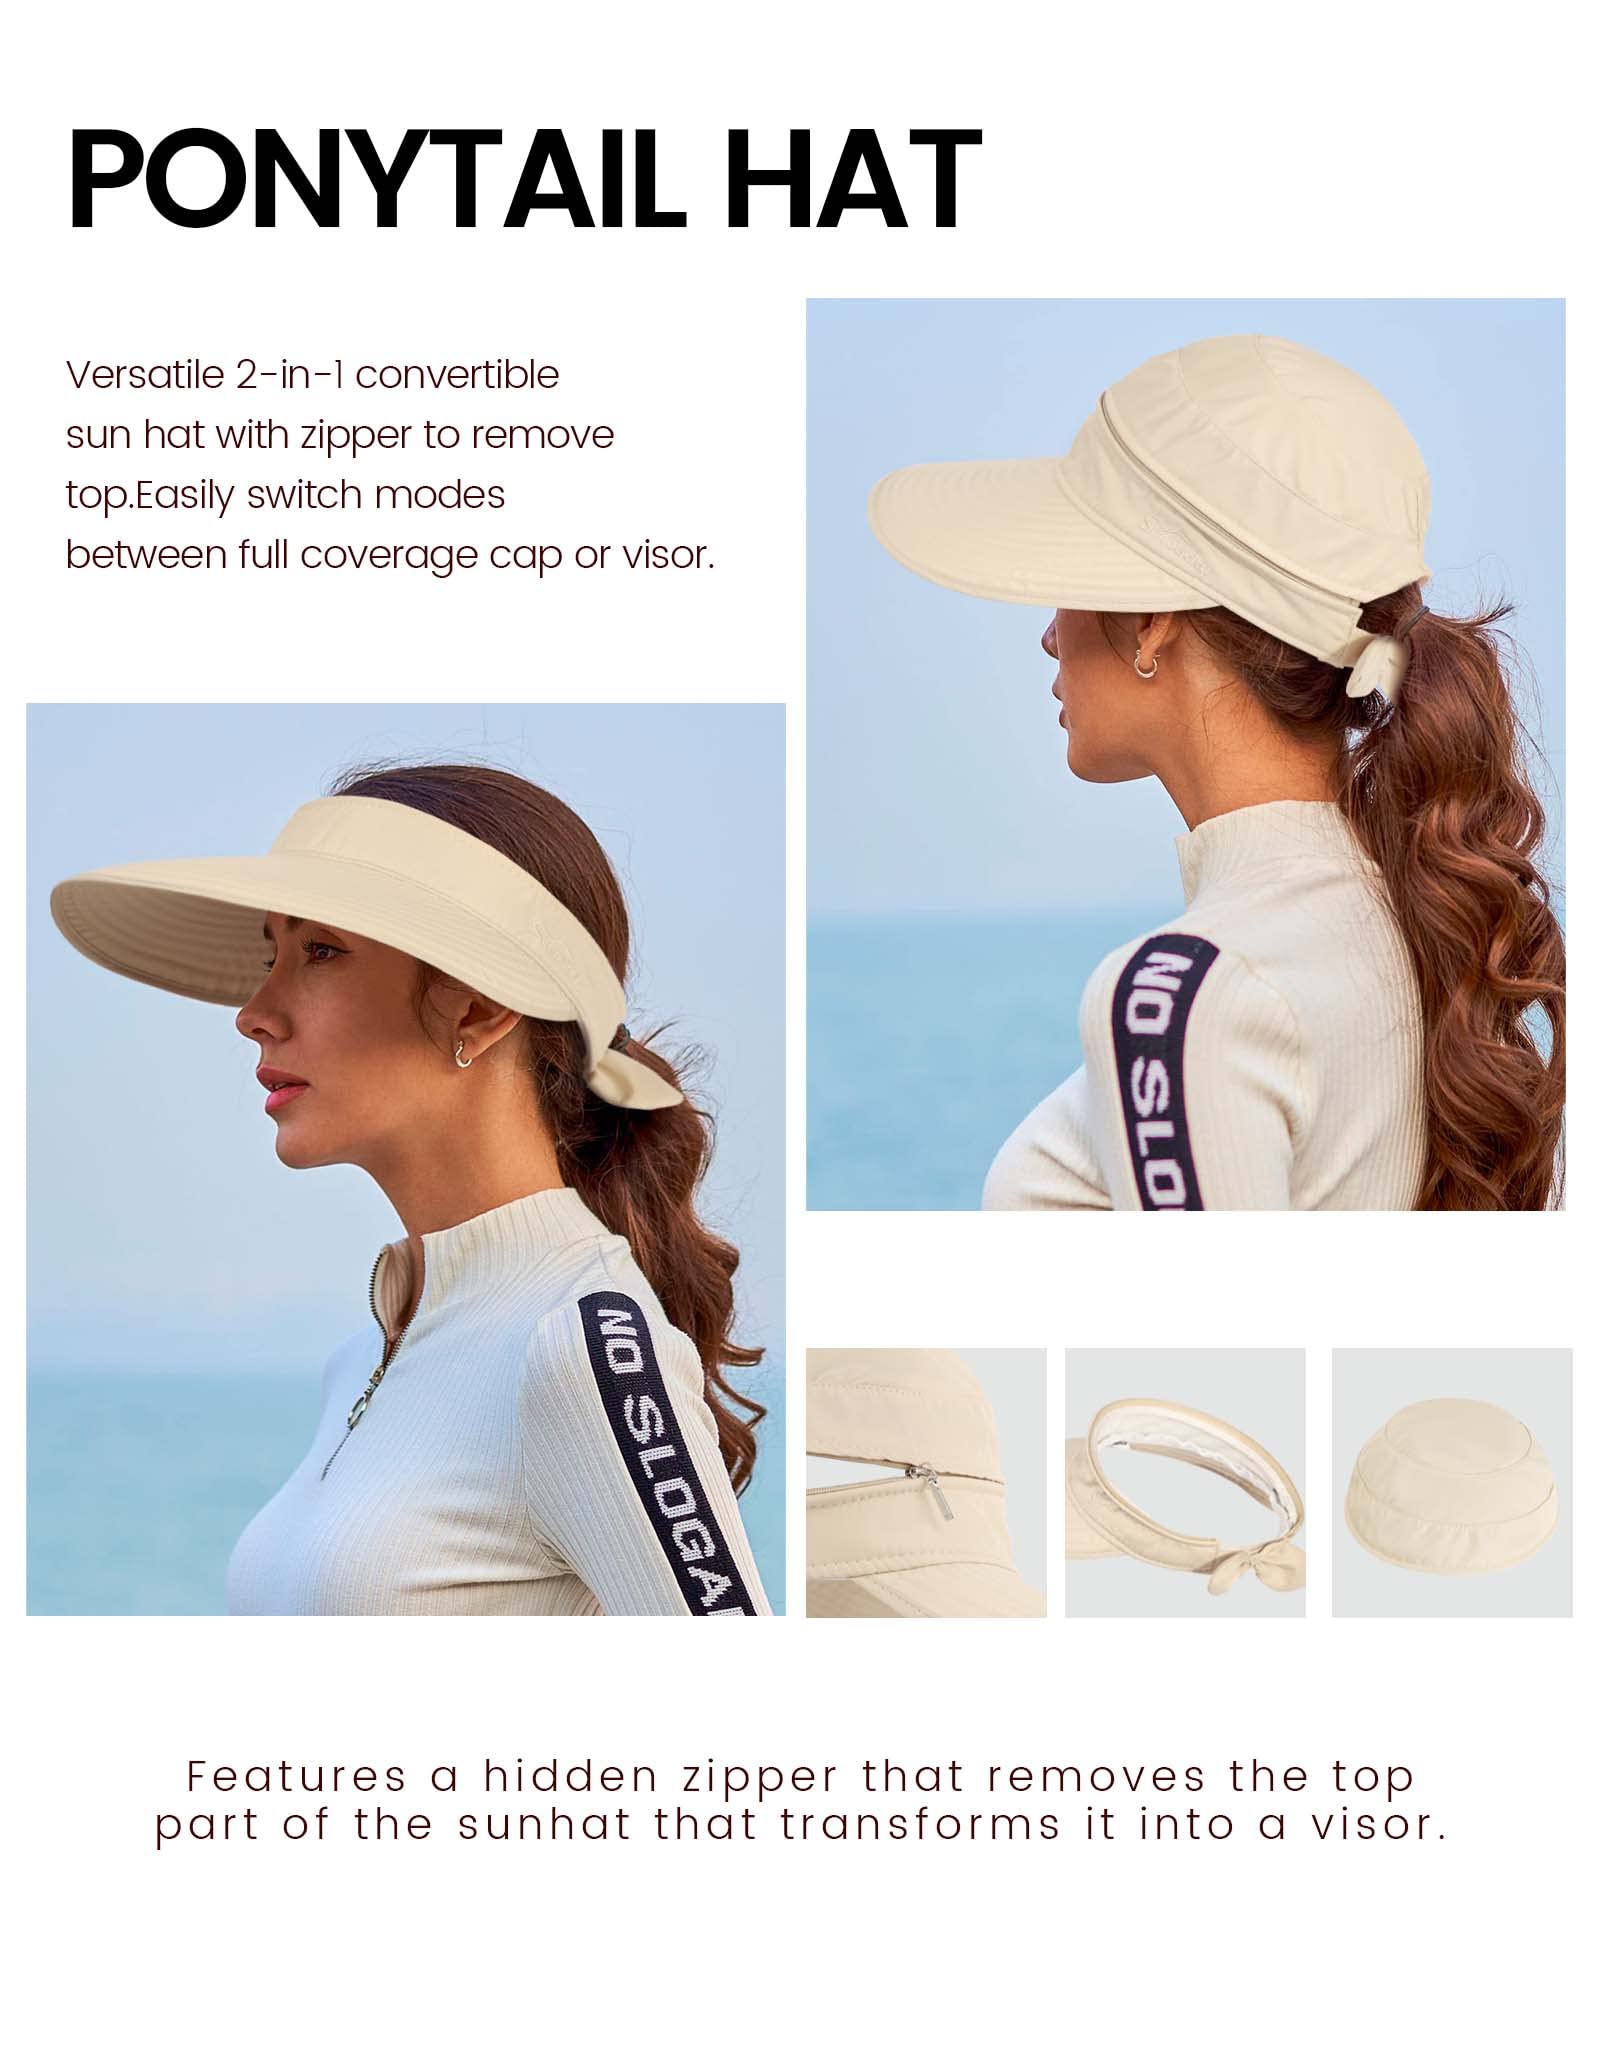 PONYTAIL HAT
Versatile 2-in-1 convertible
sun hat with zipper to remove
top.Easily switch modes
between full coverage cap or visor.
NO SLO
NO SLOGA
Features a hidden zipper that removes the top
part of the sunhat that transforms it into a visor.